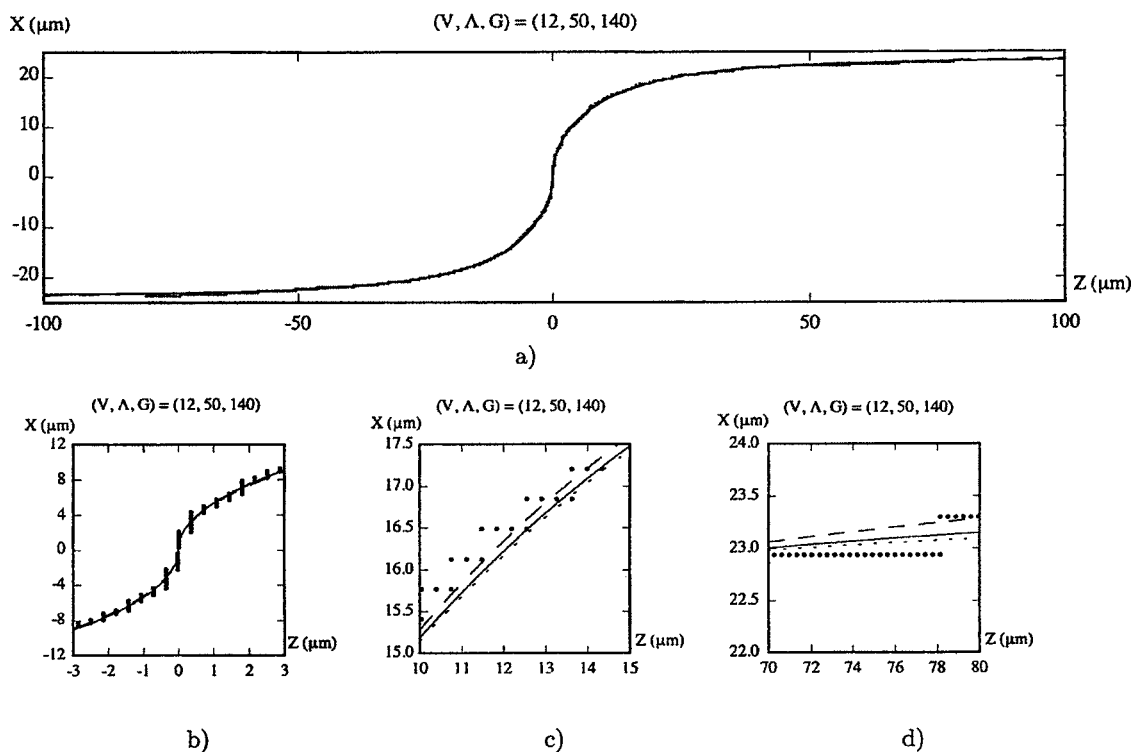 X (μm)
(V, Λ, G) = (12, 50, 140)
20
10
0
-10
-20
Z (μm)
-100
-50
0
50
100
a)
(V, Λ, G) = (12, 50, 140)
X (μm)
12
8
4
0
-4
-8
-12
Z (μm)
-3
-2
-1
0
1
2
3
b)
(V, Λ, G) = (12, 50, 140)
X (μm)
17.5
17.0
16.5
16.0
15.5
15.0
Z (μm)
10
11
12
13
14
15
c)
(V, Λ, G) = (12, 50, 140)
X (μm)
24.0
23.5
23.0
22.5
22.0
Z (μm)
70
72
74
76
78
80
d)